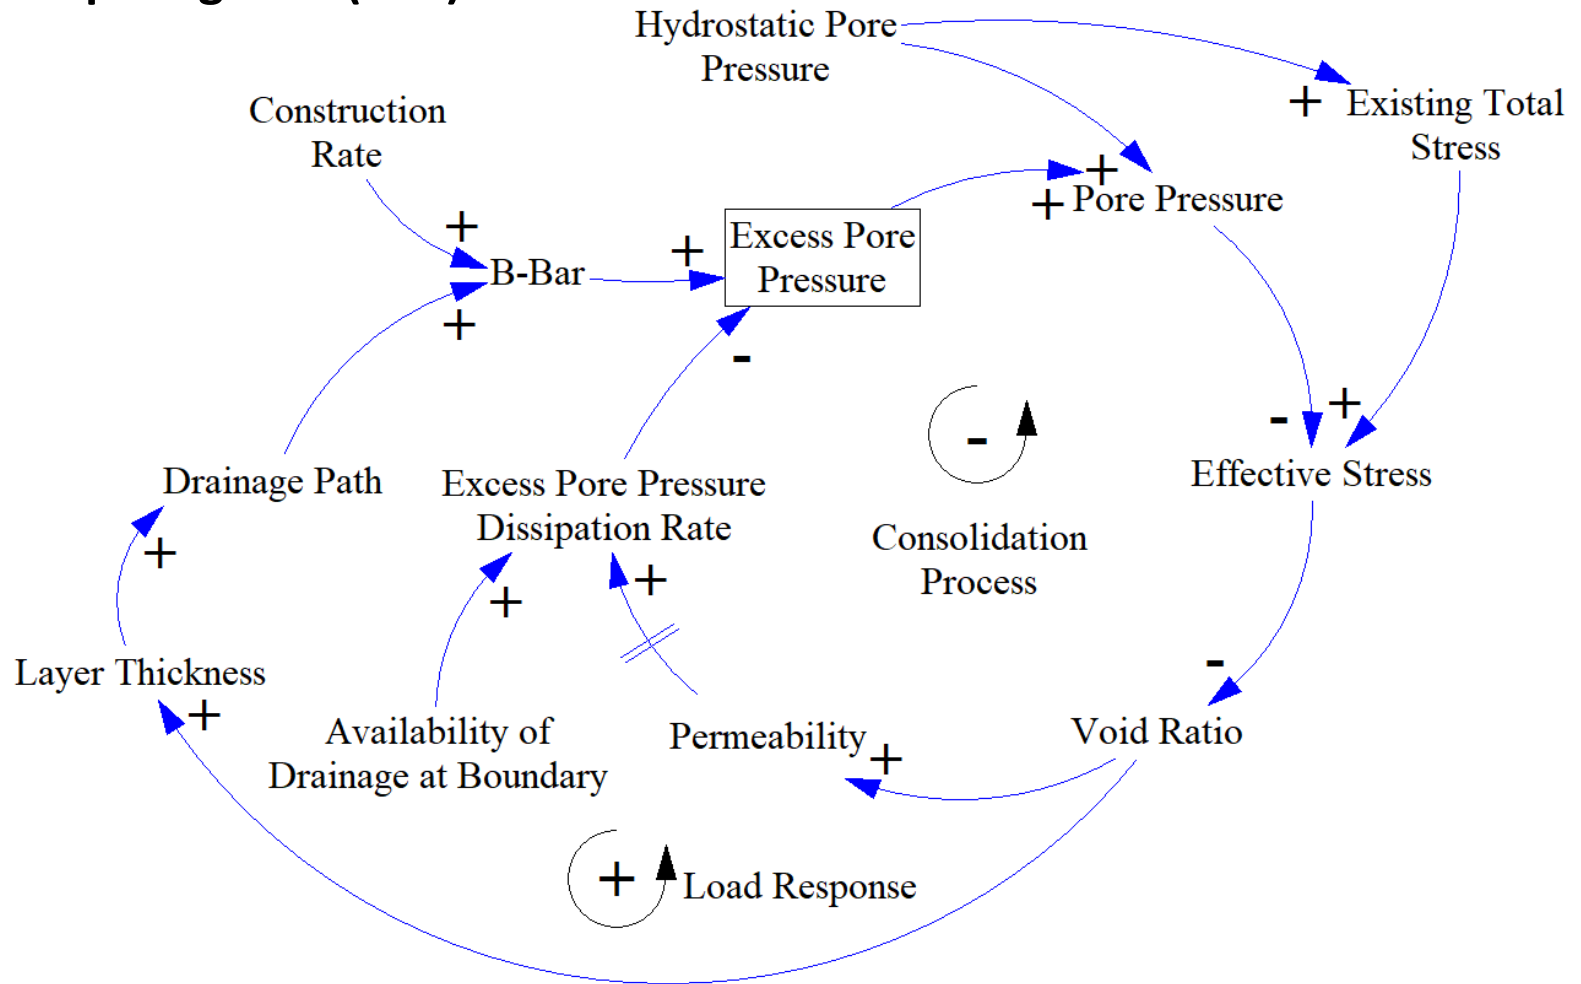 Hydrostatic Pore
Pressure
+ Existing Total
Stress
Construction
Rate
+
+
+ Pore Pressure
+
B-Bar
+
Excess Pore
Pressure
+
-
-
+
-
Effective Stress
Drainage Path
Excess Pore Pressure
Dissipation Rate
Consolidation
Process
+
+
+
-
Layer Thickness
+
Availability of
Drainage at Boundary
Permeability
+
Void Ratio
+ Load Response